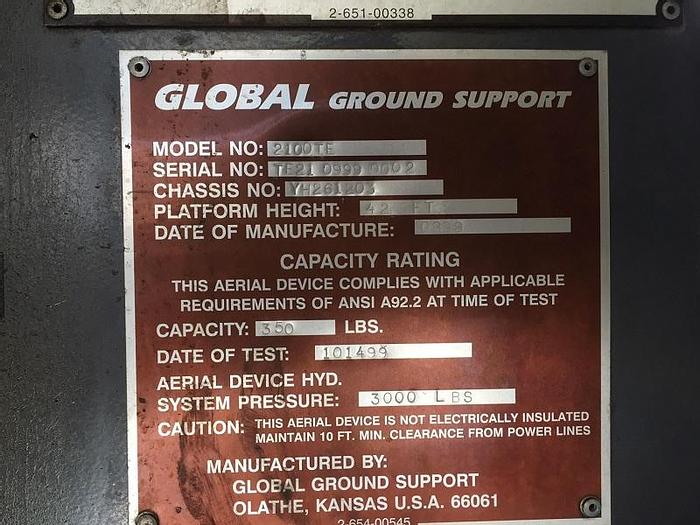 2-651-00338
GLOBAL GROUND SUPPORT
MODEL NO: 2100TE
SERIAL NO: TE21 0999 0002
CHASSIS NO: YH261203
PLATFORM HEIGHT: 42 FT
DATE OF MANUFACTURE: 0999
CAPACITY RATING
THIS AERIAL DEVICE COMPLIES WITH APPLICABLE
REQUIREMENTS OF ANSI A92.2 AT TIME OF TEST
CAPACITY: 350 LBS.
DATE OF TEST: 101499
AERIAL DEVICE HYD.
SYSTEM PRESSURE: 3000 LBS
CAUTION: THIS AERIAL DEVICE IS NOT ELECTRICALLY INSULATED
MAINTAIN 10 FT. MIN. CLEARANCE FROM POWER LINES
MANUFACTURED BY:
GLOBAL GROUND SUPPORT
OLATHE, KANSAS U.S.A. 66061
2-654-00545